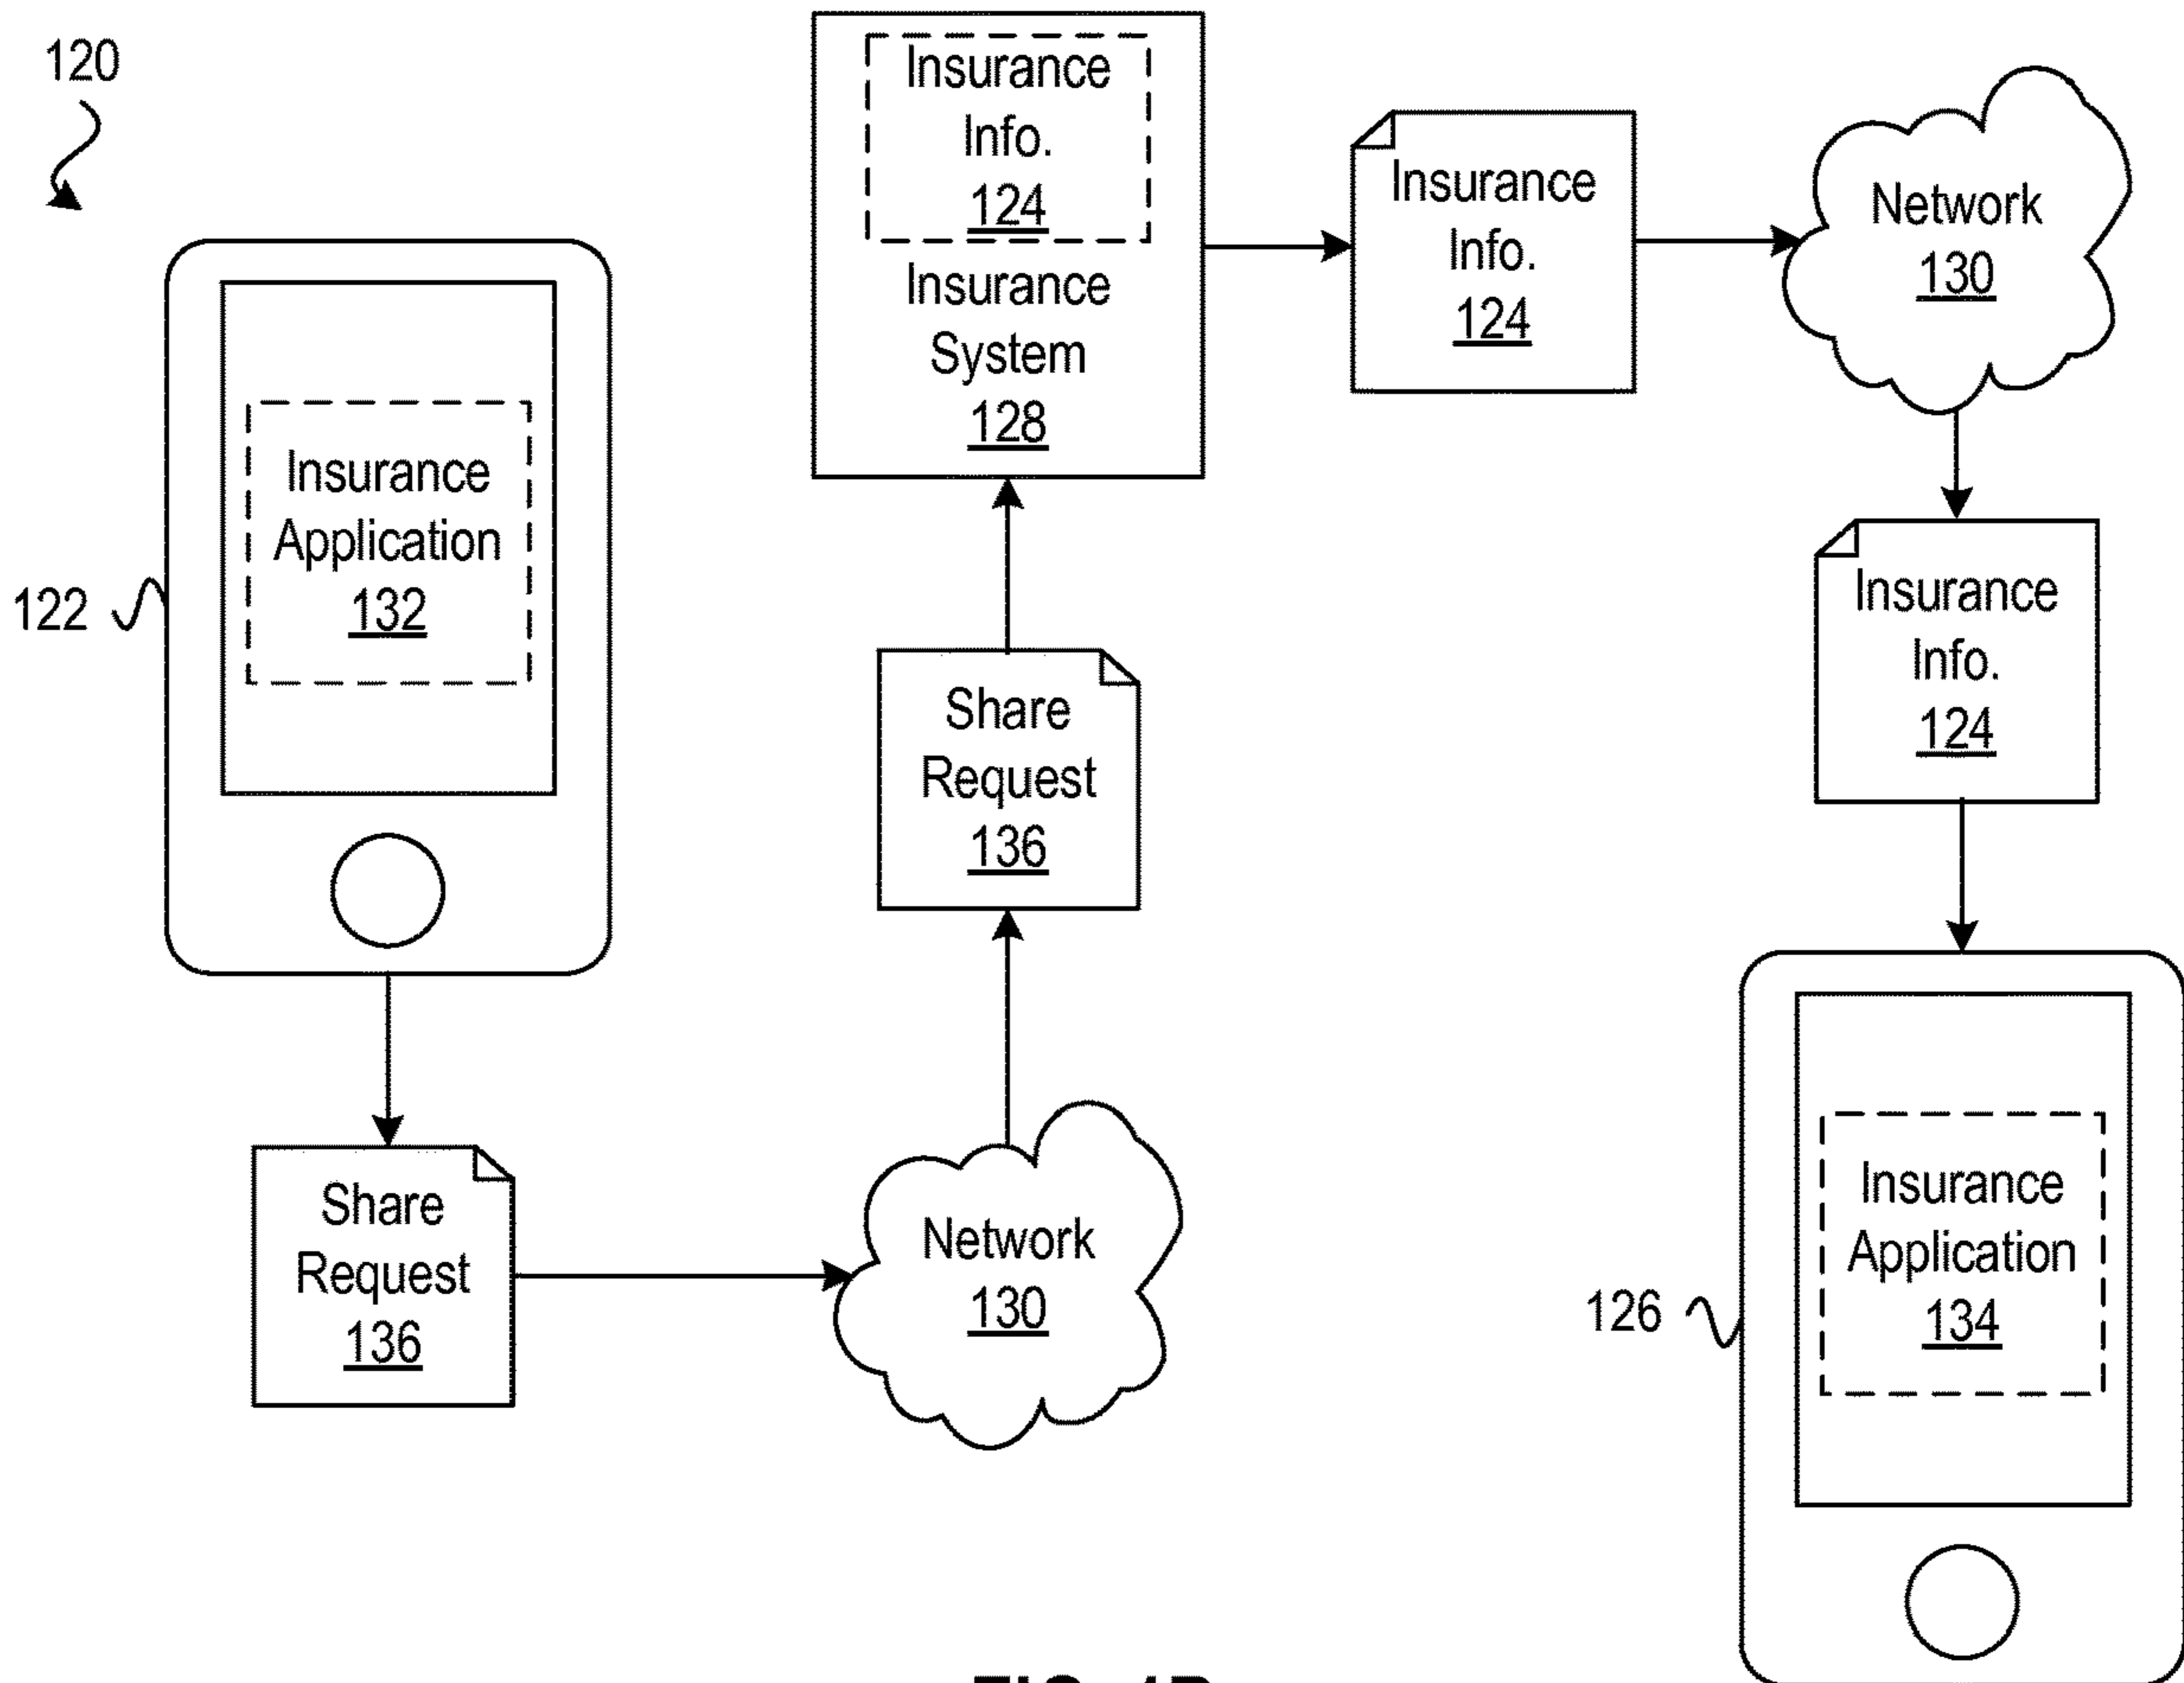 120
Insurance
Info.
124
Insurance
System
128
Insurance
Info.
124
Network
130
122
Insurance
Application
132
Share
Request
136
Insurance
Info.
124
Share
Request
136
Network
130
126
Insurance
Application
134